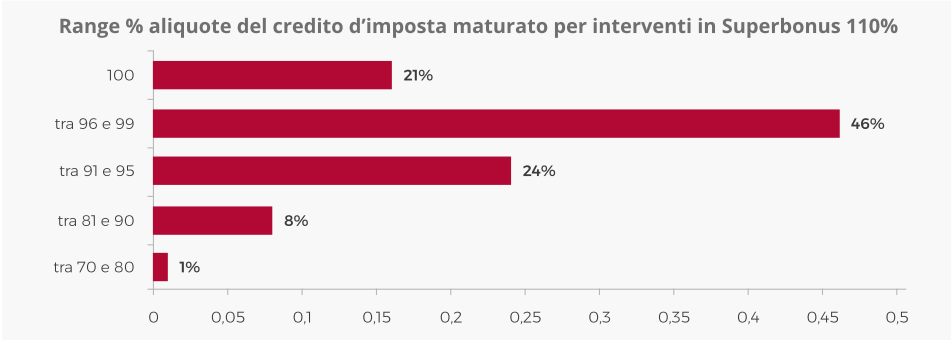 Range % aliquote del credito d’imposta maturato per interventi in Superbonus 110%
100 21%
tra 96 e 99 46%
tra 91 e 95 24%
tra 81 e 90 8%
tra 70 e 80 1%
0 0,05 0,1 0,15 0,2 0,25 0,3 0,35 0,4 0,45 0,5